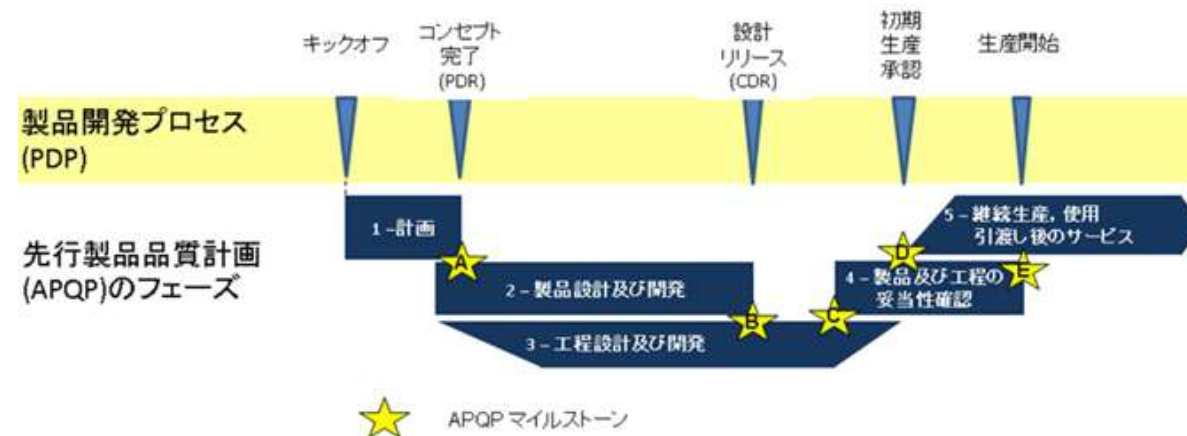 キックオフ
コンセプト
完了
(PDR)
設計
リリース
(CDR)
初期
生産
承認
生産開始
製品開発プロセス
(PDP)
先行製品品質計画
(APQP)のフェーズ
1 -計画
A
2 – 製品設計及び開発
B
3 – 工程設計及び開発
C
4 – 製品及び工程の
妥当性確認
D
5 – 継続生産, 使用
引渡し後のサービス
E
APQP マイルストーン